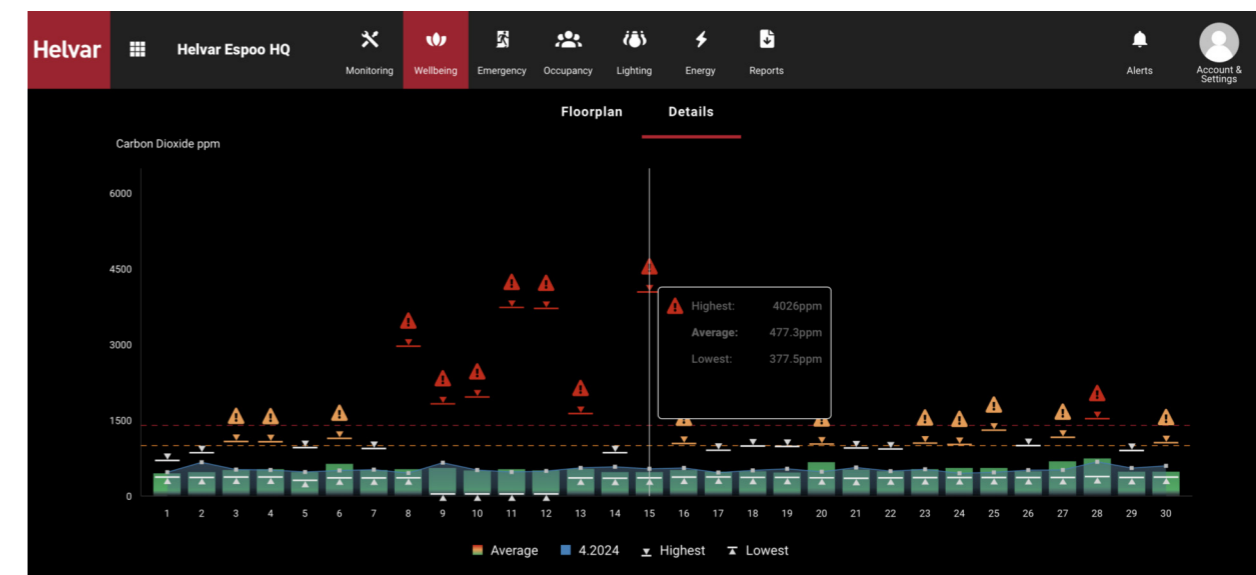 Helvar
Helvar Espoo HQ
Monitoring
Wellbeing
Emergency
Occupancy
Lighting
Energy
Reports
Alerts
Account &
Settings
Floorplan Details
Carbon Dioxide ppm
6000
4500
3000
1500
0
Highest: 4026ppm
Average: 477.3ppm
Lowest: 377.5ppm
1 2 3 4 5 6 7 8 9 10 11 12 13 14 15 16 17 18 19 20 21 22 23 24 25 26 27 28 29 30
Average 4.2024 Highest Lowest